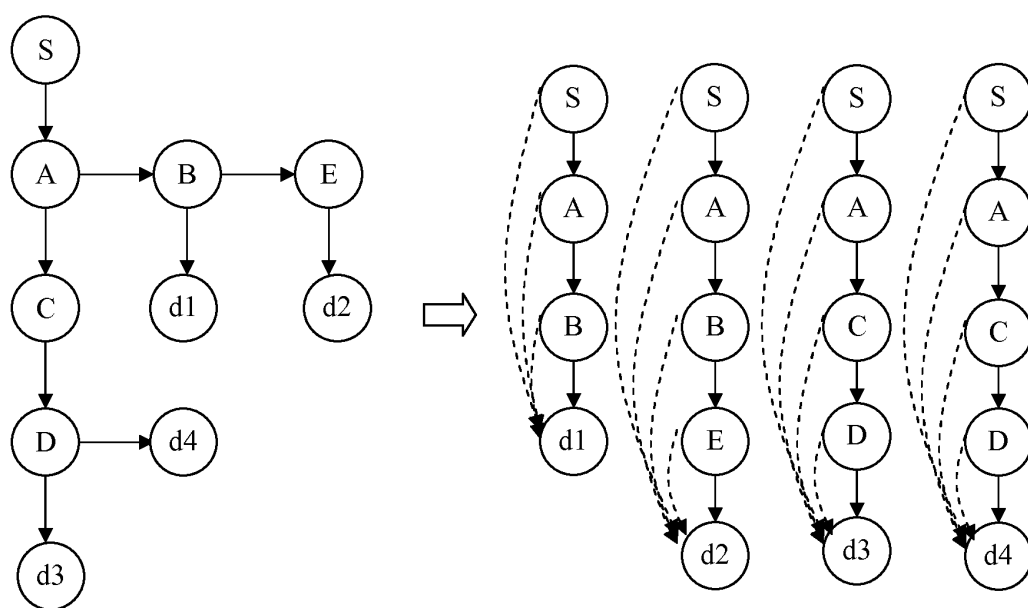 S
A B E
C d1 d2
D d4
d3
S S S S
A A A A
B B C C
d1 E D D
d2 d3 d4